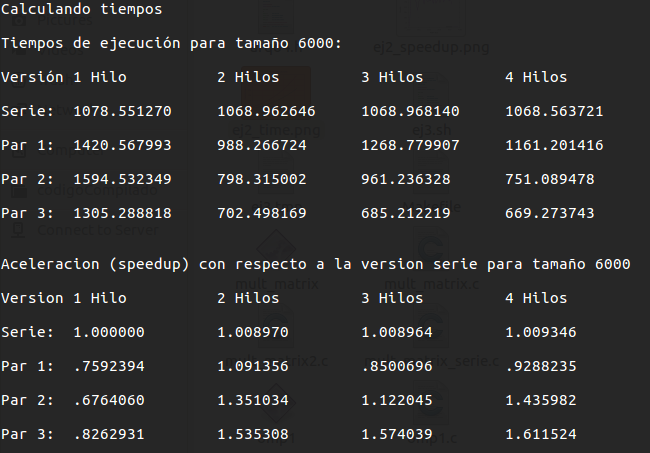 Calculando tiempos
Tiempos de ejecución para tamaño 6000:
Versión 1 Hilo 2 Hilos 3 Hilos 4 Hilos
Serie: 1078.551270 1068.962646 1068.968140 1068.563721
Par 1: 1420.567993 988.266724 1268.779907 1161.201416
Par 2: 1594.532349 798.315002 961.236328 751.089478
Par 3: 1305.288818 702.498169 685.212219 669.273743
Aceleracion (speedup) con respecto a la version serie para tamaño 6000
Version 1 Hilo 2 Hilos 3 Hilos 4 Hilos
Serie: 1.000000 1.008970 1.008964 1.009346
Par 1: .7592394 1.091356 .8500696 .9288235
Par 2: .6764060 1.351034 1.122045 1.435982
Par 3: .8262931 1.535308 1.574039 1.611524